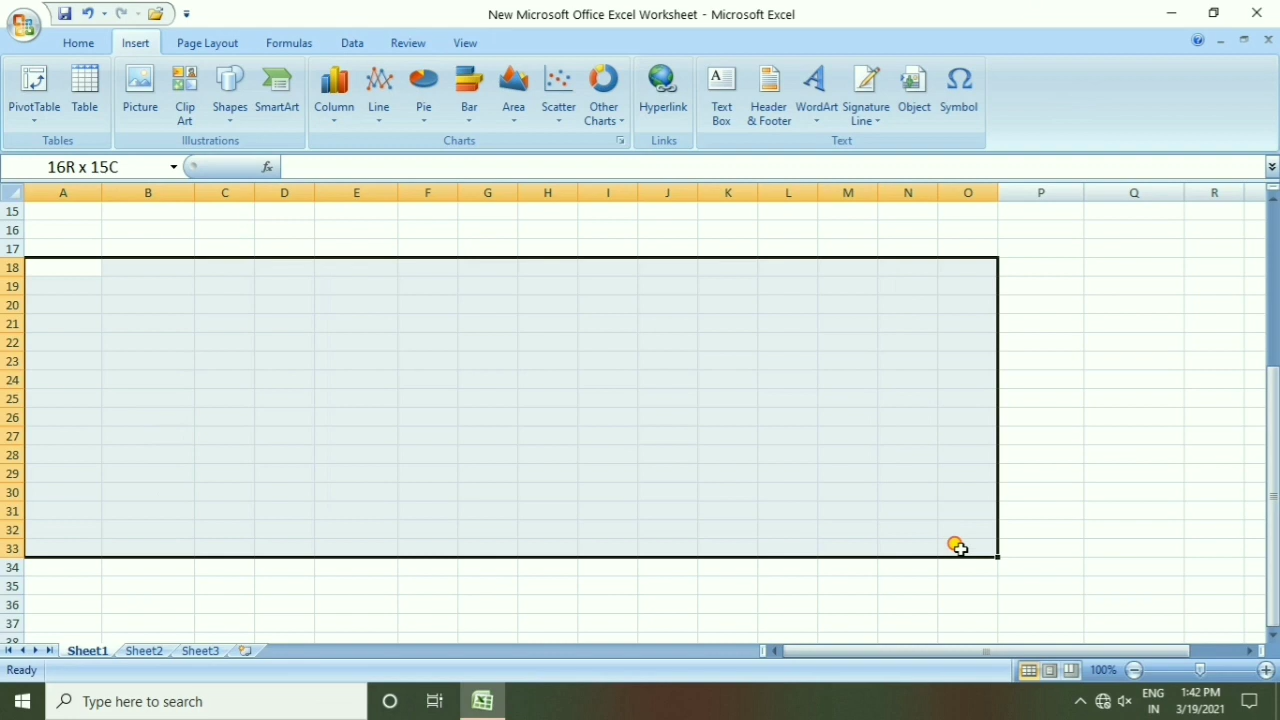 New Microsoft Office Excel Worksheet - Microsoft Excel
Home Insert Page Layout Formulas Data Review View
PivotTable Table Picture Clip Art Shapes SmartArt Column Line Pie Bar Area Scatter Other Charts Hyperlink Text Box Header & Footer WordArt Signature Line Object Symbol
Tables Illustrations Charts Links Text
16R x 15C fx
A B C D E F G H I J K L M N O P Q R
15
16
17
18
19
20
21
22
23
24
25
26
27
28
29
30
31
32
33
34
35
36
37
38
Sheet1 Sheet2 Sheet3
Ready 100%
Type here to search ENG 1:42 PM
IN 3/19/2021